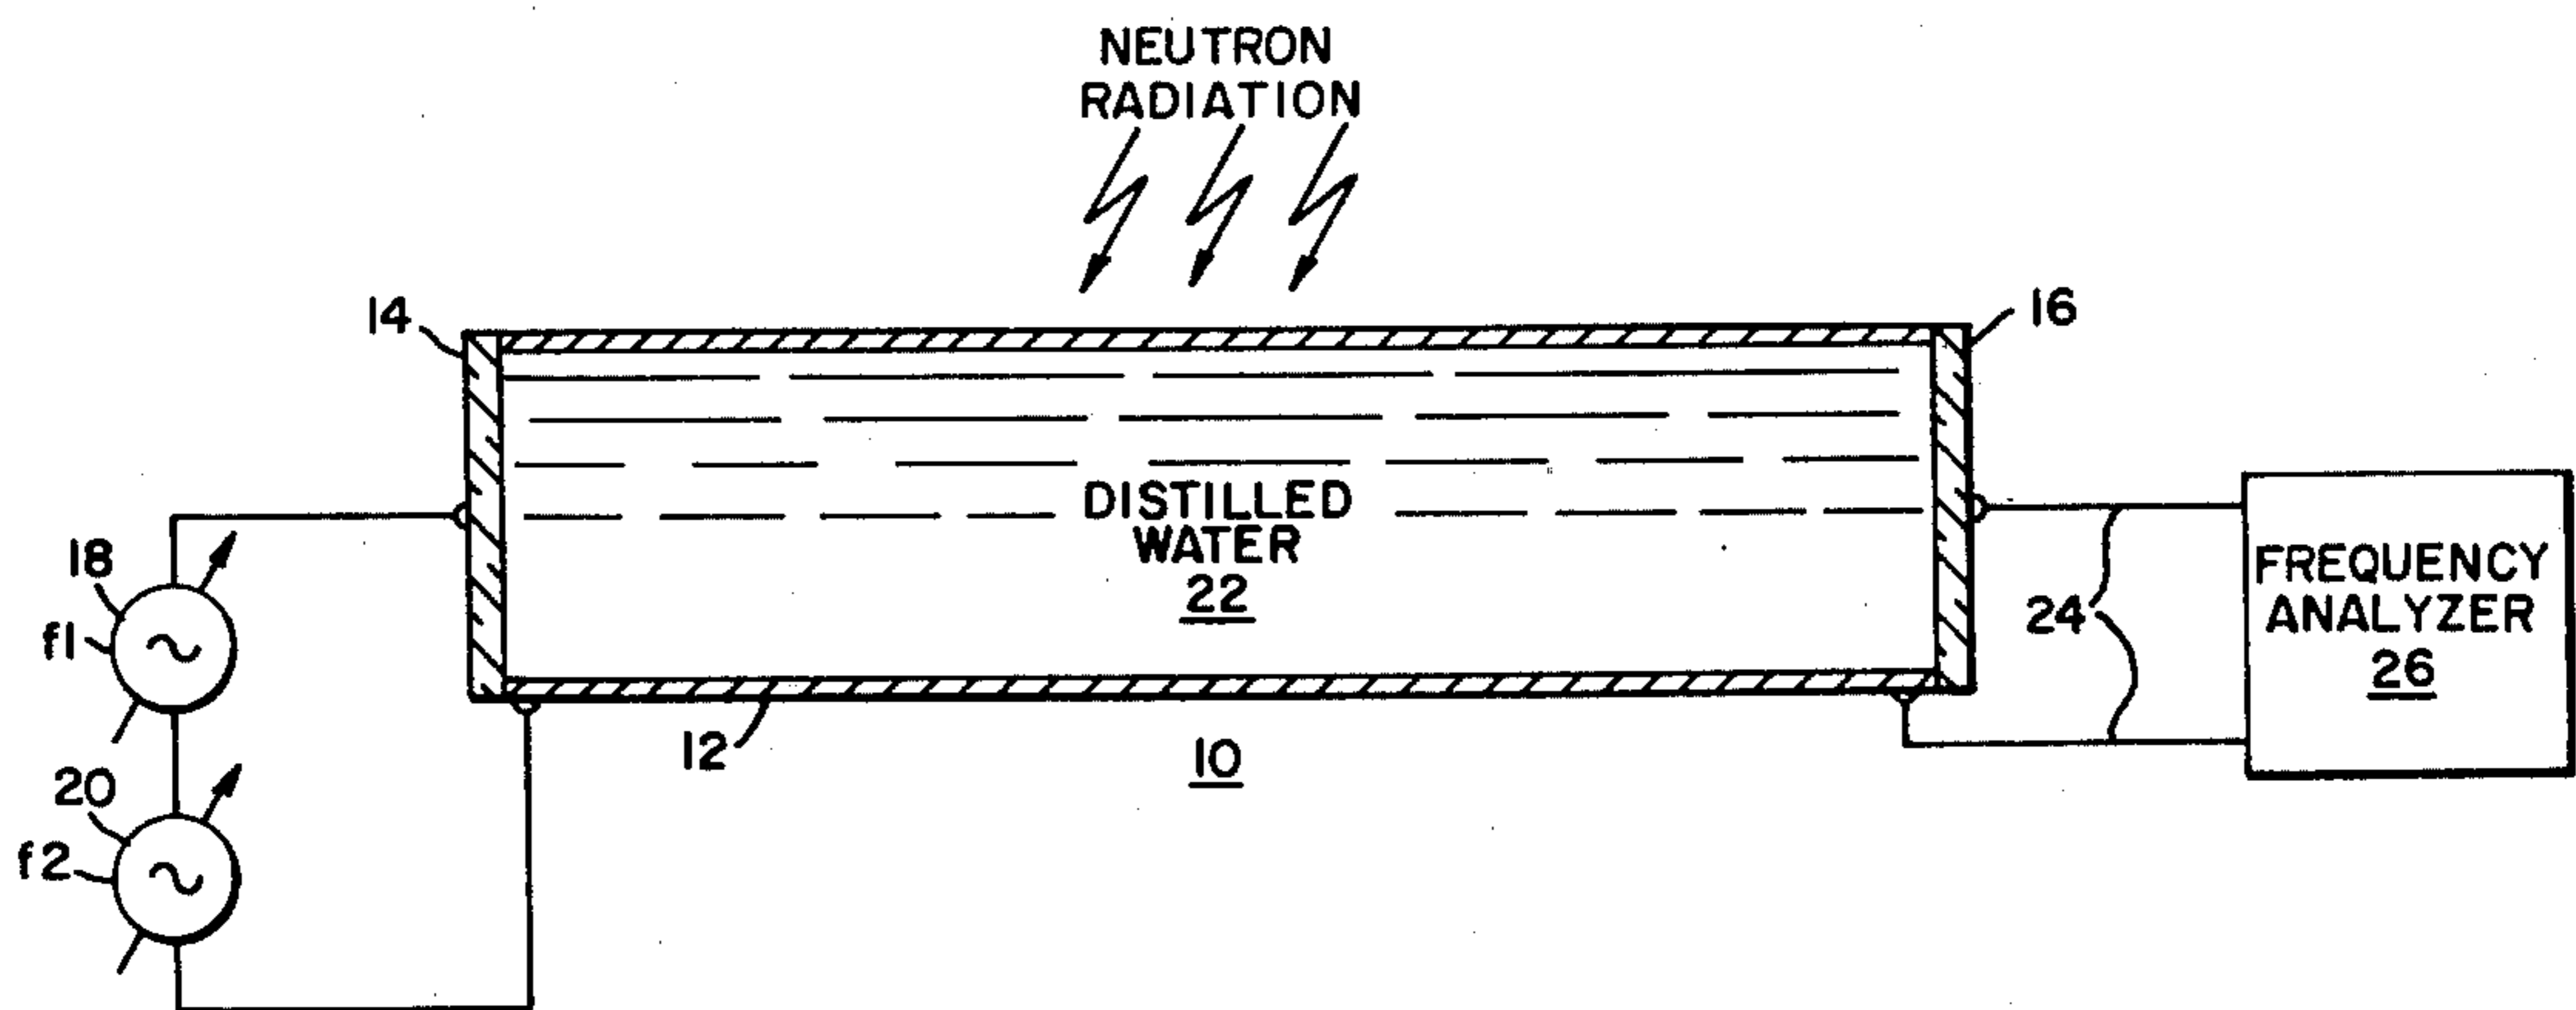 NEUTRON
RADIATION
14
16
DISTILLED
WATER
22
18
f1
20
f2
12
10
24
FREQUENCY
ANALYZER
26